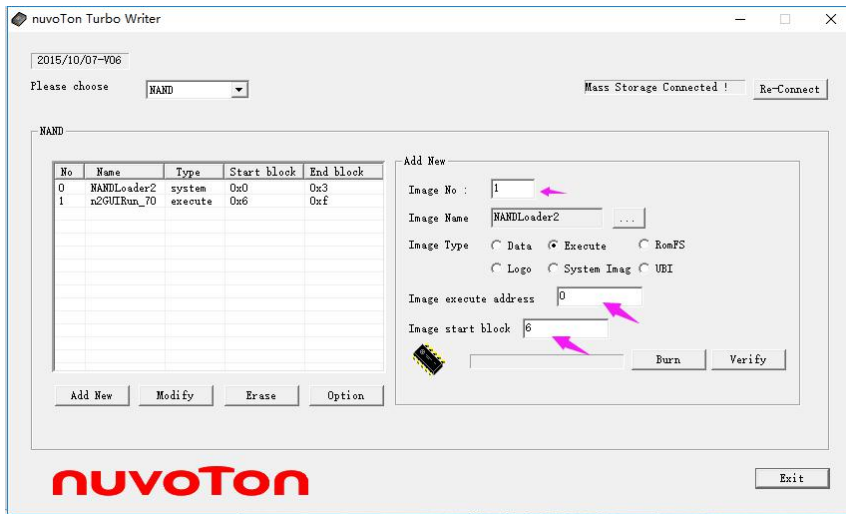 nuvoTon Turbo Writer
2015/10/07-V06
Please choose NAND Mass Storage Connected ! Re-Connect
NAND
No Name Type Start block End block
0 NANDLoader2 system 0x0 0x3
1 n2GUIRun_70 execute 0x6 0xf
Add New
Image No : 1
Image Name NANDLoader2 ...
Image Type Data Execute RomFS
Logo System Imag UBI
Image execute address 0
Image start block 6
Burn Verify
Add New Modify Erase Option
nuvoTon
Exit